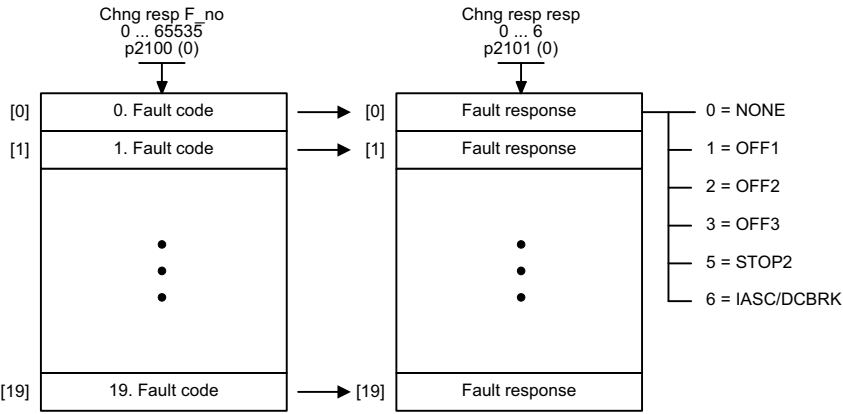 Chng resp F_no
0 ... 65535
p2100 (0)
Chng resp resp
0 ... 6
p2101 (0)
[0] 0. Fault code [0] Fault response 0 = NONE
[1] 1. Fault code [1] Fault response 1 = OFF1
2 = OFF2
3 = OFF3
5 = STOP2
6 = IASC/DCBRK
[19] 19. Fault code [19] Fault response